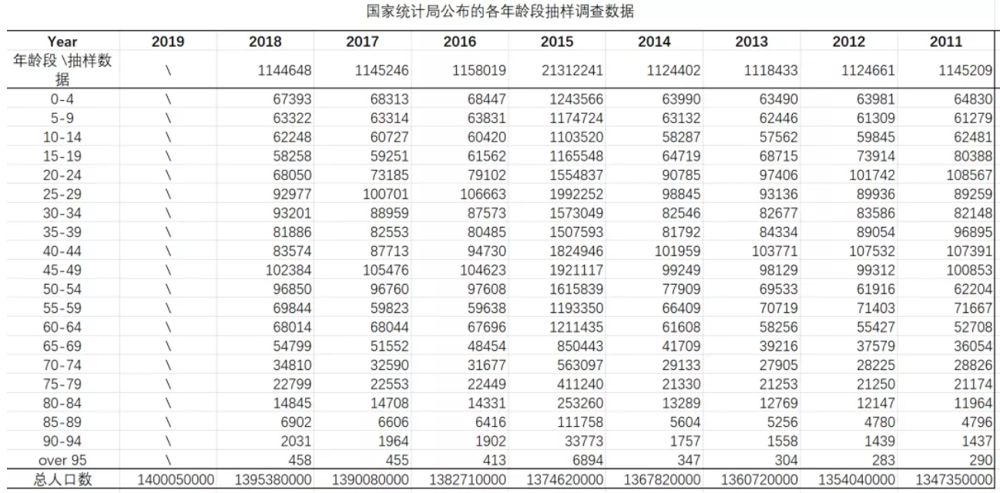 国家统计局公布的各年龄段抽样调查数据
Year 2019 2018 2017 2016 2015 2014 2013 2012 2011
年龄段 \抽样数据 \ 1144648 1145246 1158019 21312241 1124402 1118433 1124661 1145209
0-4 \ 67393 68313 68447 1243566 63990 63490 63981 64830
5-9 \ 63322 63314 63831 1174724 63132 62446 61309 61279
10-14 \ 62248 60727 60420 1103520 58287 57562 59845 62481
15-19 \ 58258 59251 61562 1165548 64719 68715 73914 80388
20-24 \ 68050 73185 79102 1554837 90785 97406 101742 108567
25-29 \ 92977 100701 106663 1992252 98845 93136 89936 89259
30-34 \ 93201 88959 87573 1573049 82546 82677 83586 82148
35-39 \ 81886 82553 80485 1507593 81792 84334 89054 96895
40-44 \ 83574 87713 94730 1824946 101959 103771 107532 107391
45-49 \ 102384 105476 104623 1921117 99249 98129 99312 100853
50-54 \ 96850 96760 97608 1615839 77909 69533 61916 62204
55-59 \ 69844 59823 59638 1193350 66409 70719 71403 71667
60-64 \ 68014 68044 67696 1211435 61608 58256 55427 52708
65-69 \ 54799 51552 48454 850443 41709 39216 37579 36054
70-74 \ 34810 32590 31677 563097 29133 27905 28225 28826
75-79 \ 22799 22553 22449 411240 21330 21253 21250 21174
80-84 \ 14845 14708 14331 253260 13289 12769 12147 11964
85-89 \ 6902 6606 6416 111758 5604 5256 4780 4796
90-94 \ 2031 1964 1902 33773 1757 1558 1439 1437
over 95 \ 458 455 413 6894 347 304 283 290
总人口数 1400050000 1395380000 1390080000 1382710000 1374620000 1367820000 1360720000 1354040000 1347350000